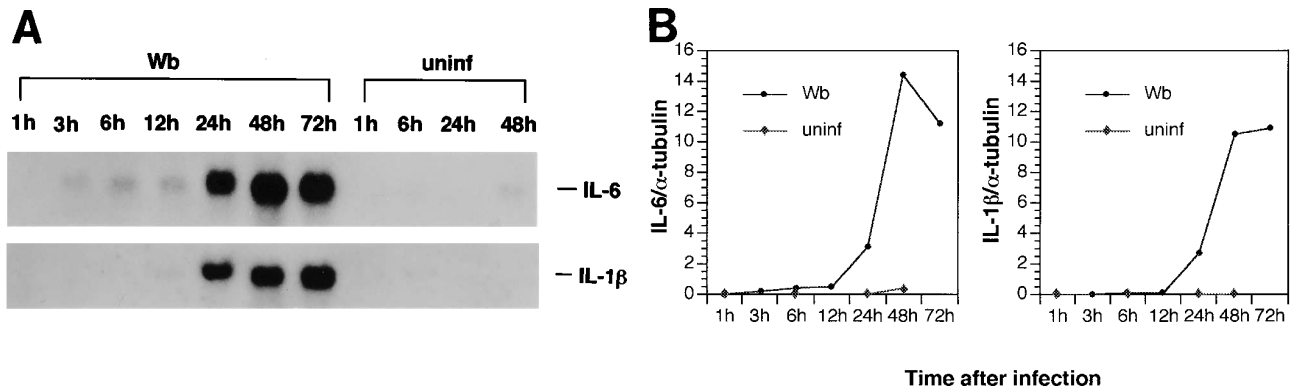 A
Wb uninf
1h 3h 6h 12h 24h 48h 72h 1h 6h 24h 48h
IL-6
IL-1β
B
IL-6/α-tubulin
16
14
12
10
8
6
4
2
0
Wb
uninf
1h 3h 6h 12h 24h 48h 72h
IL-1β/α-tubulin
16
14
12
10
8
6
4
2
0
Wb
uninf
1h 3h 6h 12h 24h 48h 72h
Time after infection